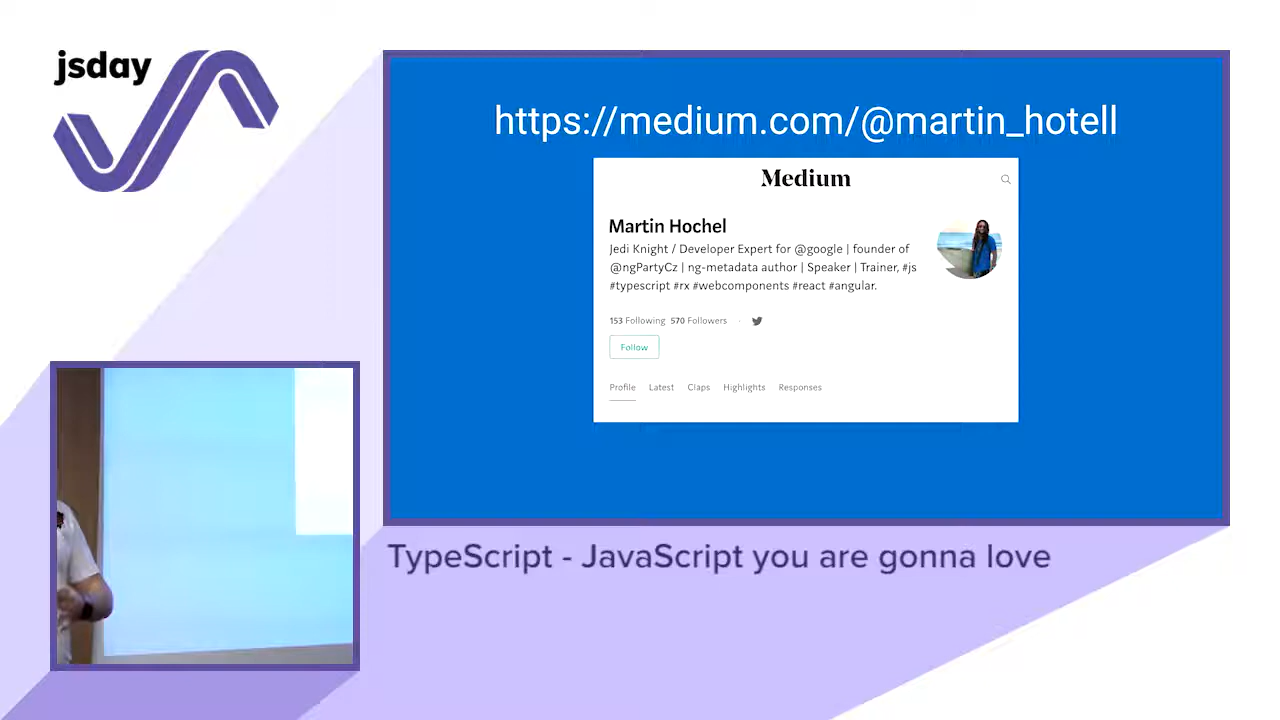 jsday
https://medium.com/@martin_hotell
Medium
Martin Hochel
Jedi Knight / Developer Expert for @google | founder of
@ngPartyCz | ng-metadata author | Speaker | Trainer, #js
#typescript #rx #webcomponents #react #angular.
153 Following 570 Followers
Follow
Profile Latest Claps Highlights Responses
TypeScript - JavaScript you are gonna love